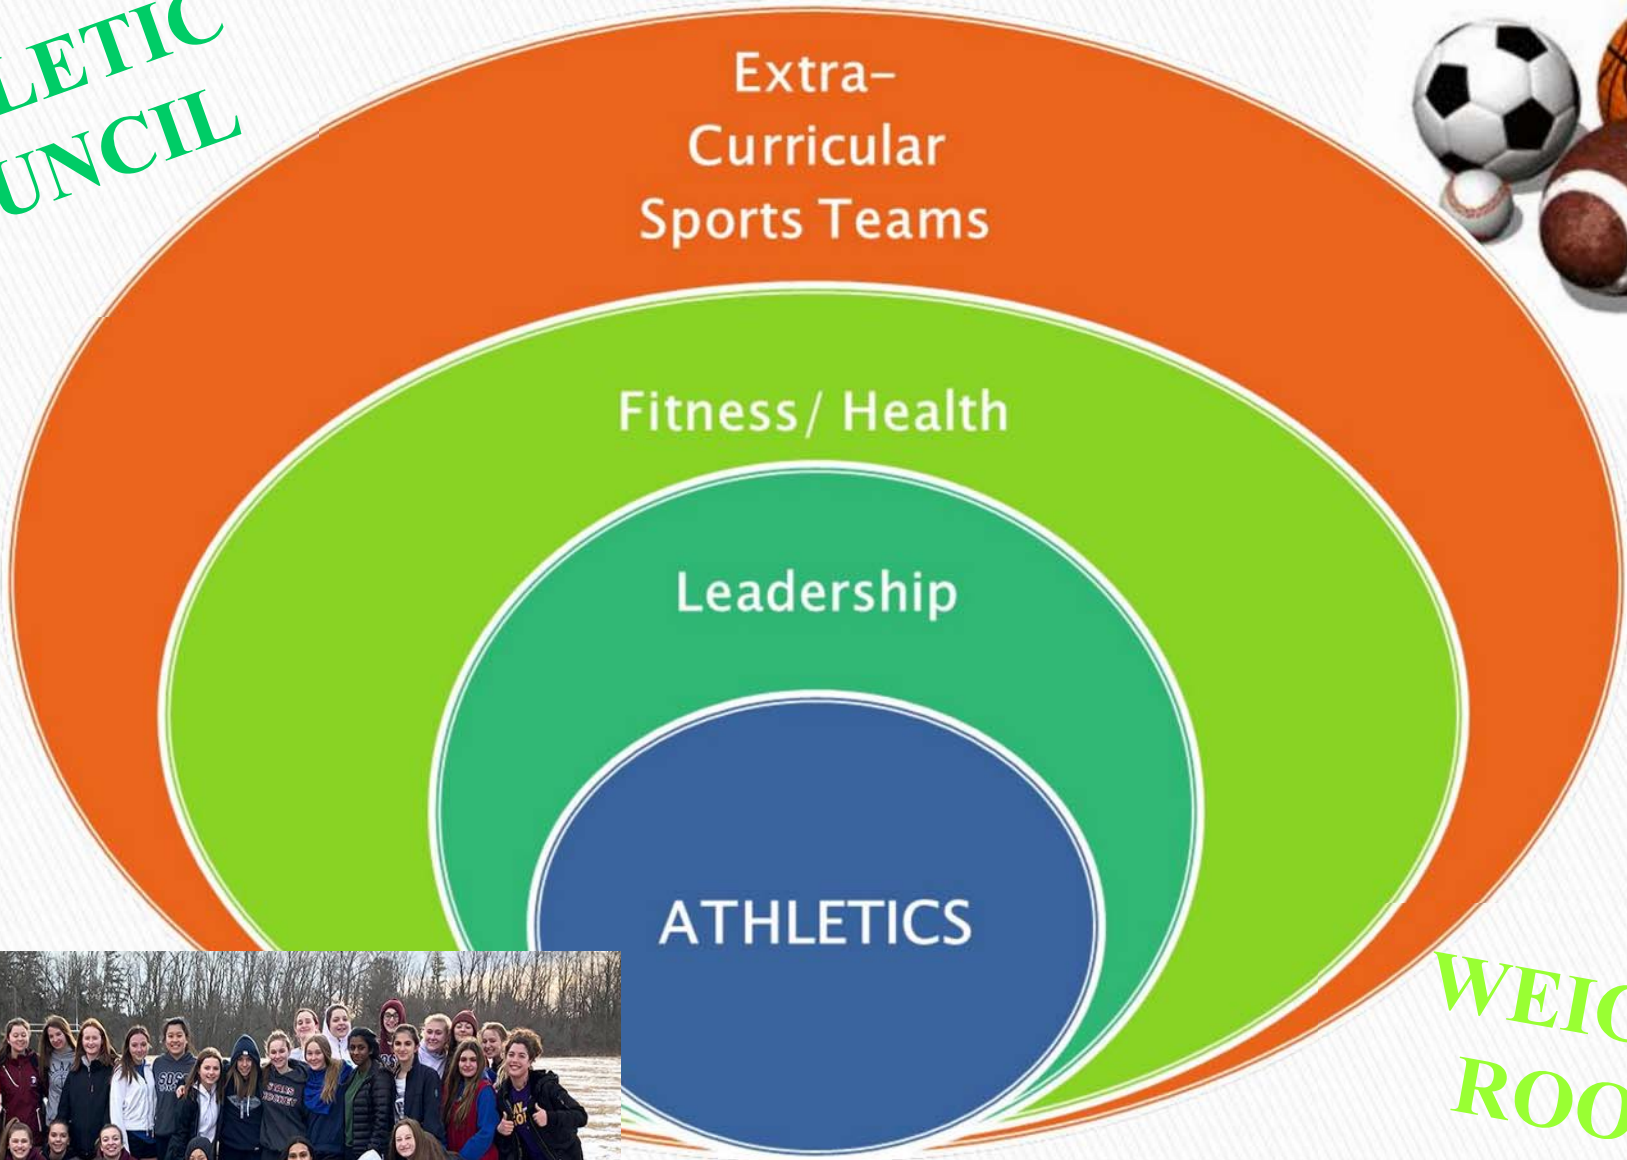 LETIC
UNCIL
Extra-
Curricular
Sports Teams
Fitness/ Health
Leadership
ATHLETICS
WEIG
ROO